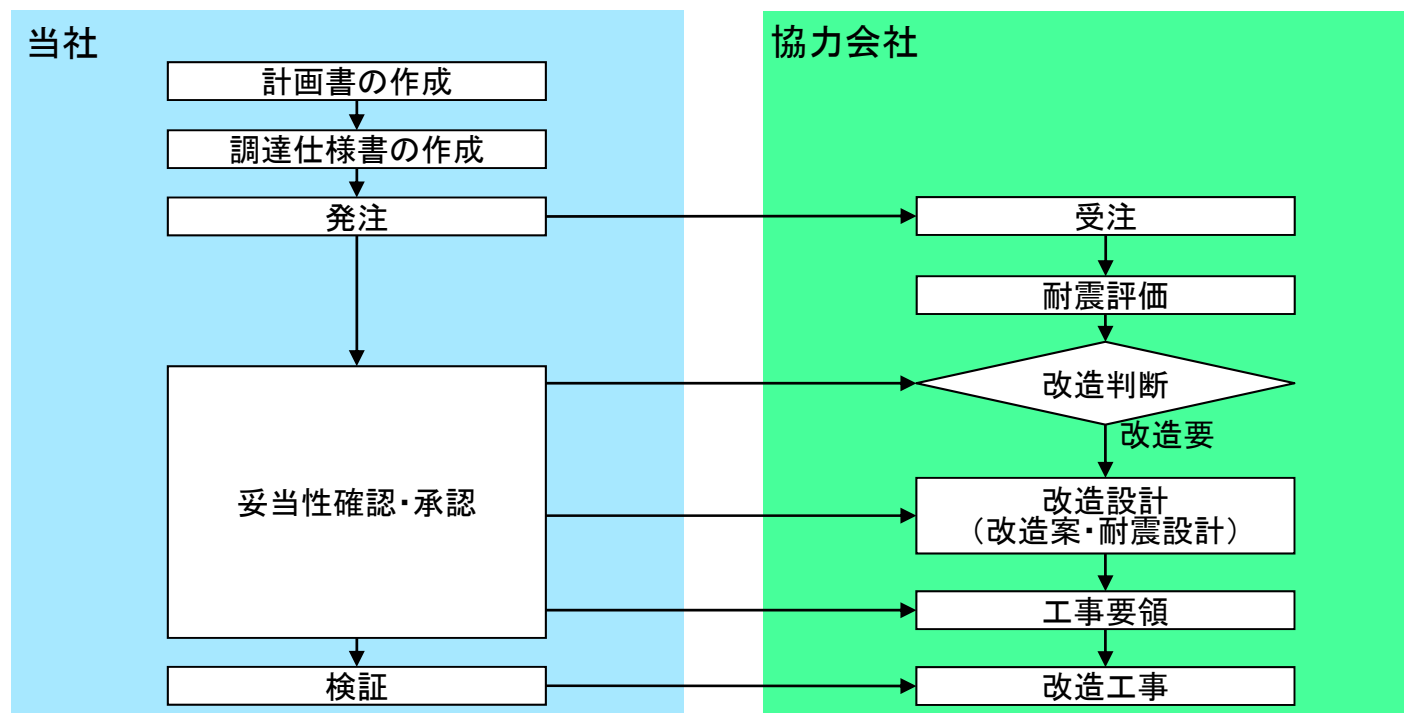 当社
計画書の作成
調達仕様書の作成
発注
妥当性確認・承認
検証
協力会社
受注
耐震評価
改造判断
改造要
改造設計
（改造案・耐震設計）
工事要領
改造工事